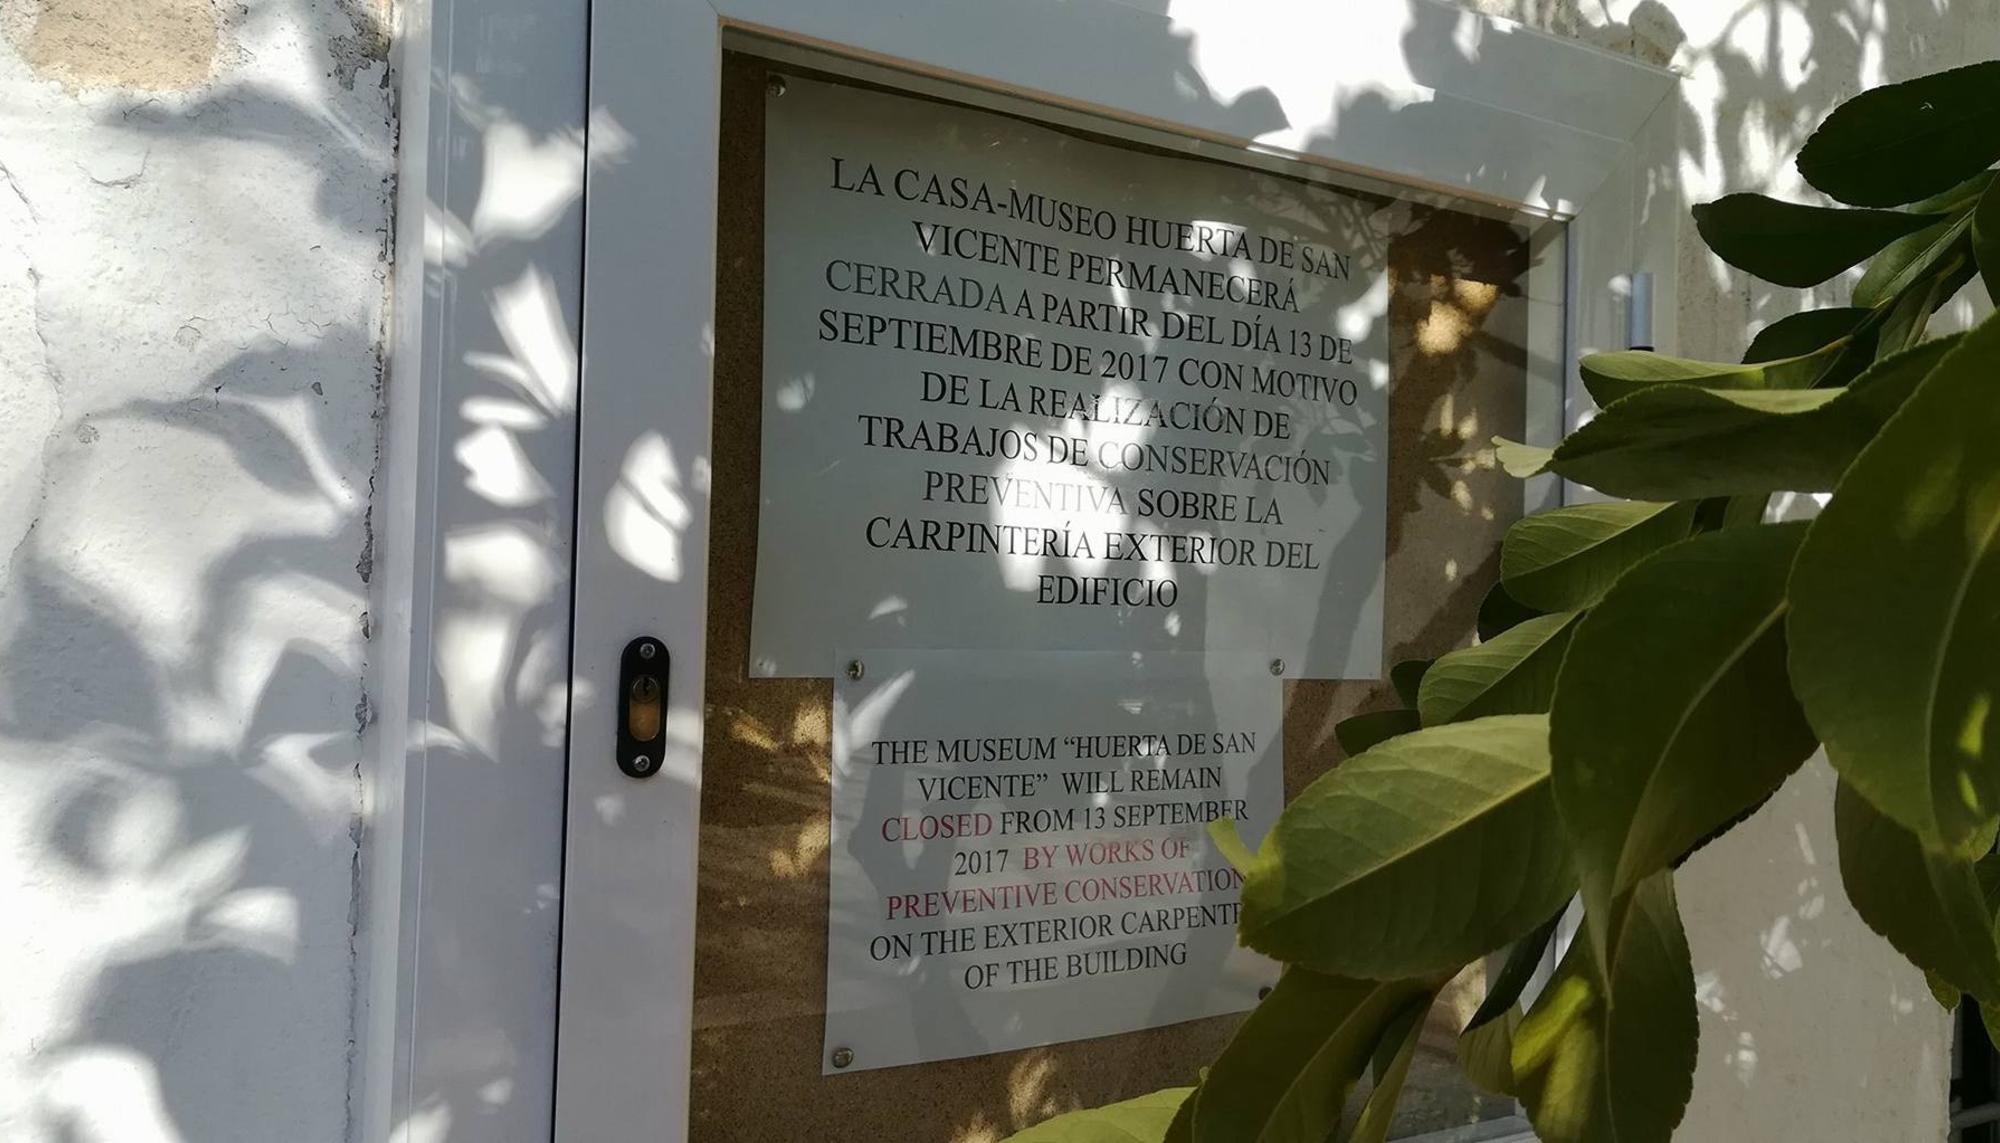 LA CASA-MUSEO HUERTA DE SAN
VICENTE PERMANECERÁ
CERRADA A PARTIR DEL DÍA 13 DE
SEPTIEMBRE DE 2017 CON MOTIVO
DE LA REALIZACIÓN DE
TRABAJOS DE CONSERVACIÓN
PREVENTIVA SOBRE LA
CARPINTERÍA EXTERIOR DEL
EDIFICIO
THE MUSEUM “HUERTA DE SAN
VICENTE” WILL REMAIN
CLOSED FROM 13 SEPTEMBER
2017 BY WORKS OF
PREVENTIVE CONSERVATION
ON THE EXTERIOR
OF THE BUILDING